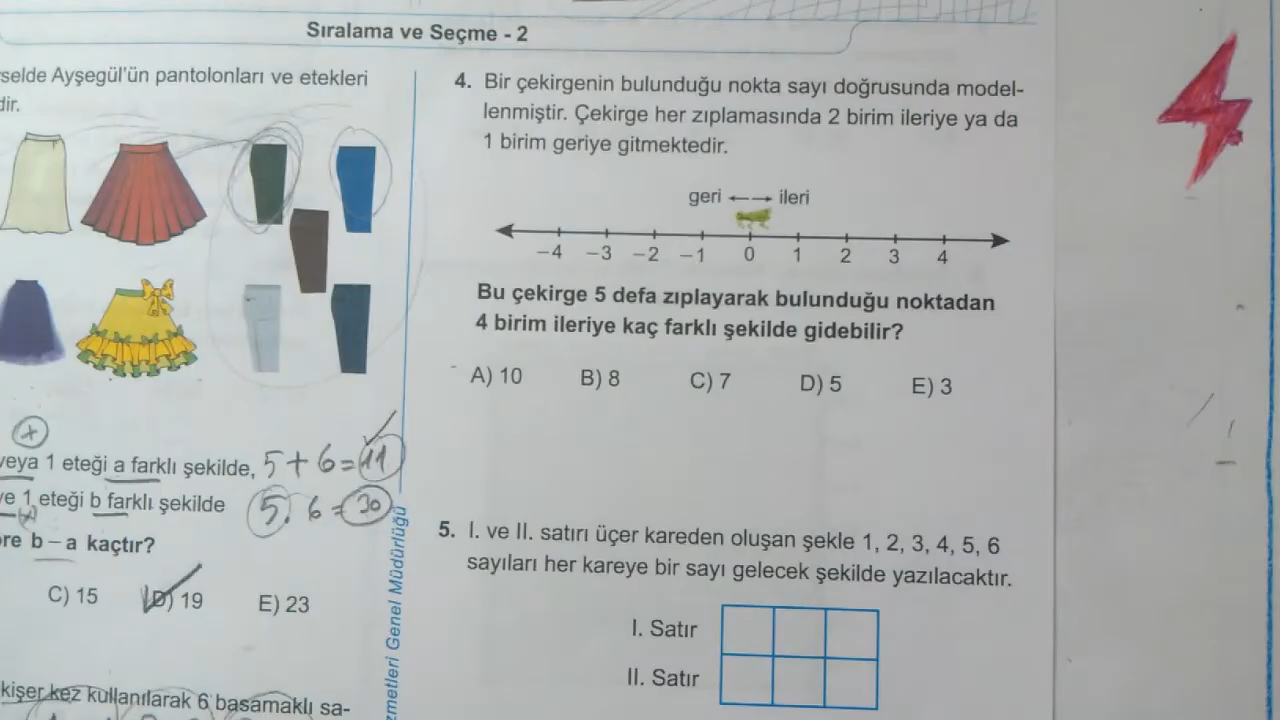 Sıralama ve Seçme - 2
selde Ayşegül'ün pantolonları ve etekleri
dir.
veya 1 eteği a farklı şekilde, 5+6=11
ve 1 eteği b farklı şekilde 5.6=30
re b – a kaçtır?
C) 15 D) 19 E) 23
kişer kez kullanılarak 6 basamaklı sa-
zmetleri Genel Müdürlüğü
4. Bir çekirgenin bulunduğu nokta sayı doğrusunda model-
lenmiştir. Çekirge her zıplamasında 2 birim ileriye ya da
1 birim geriye gitmektedir.
geri ←–→ ileri
–4 –3 –2 –1 0 1 2 3 4
Bu çekirge 5 defa zıplayarak bulunduğu noktadan
4 birim ileriye kaç farklı şekilde gidebilir?
A) 10 B) 8 C) 7 D) 5 E) 3
5. I. ve II. satırı üçer kareden oluşan şekle 1, 2, 3, 4, 5, 6
sayıları her kareye bir sayı gelecek şekilde yazılacaktır.
I. Satır
II. Satır